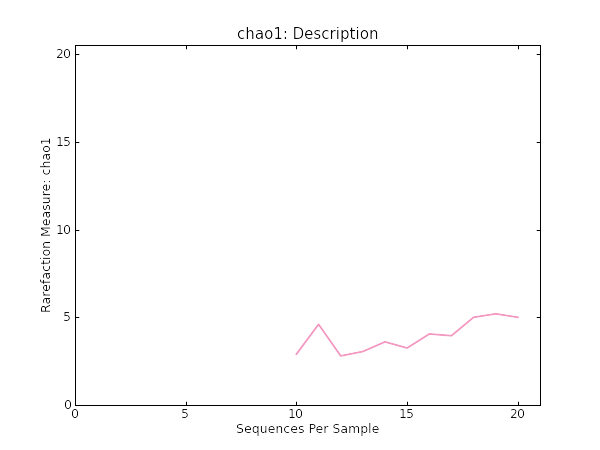 chao1: Description
Rarefaction Measure: chao1
20
15
10
5
0
0 5 10 15 20
Sequences Per Sample